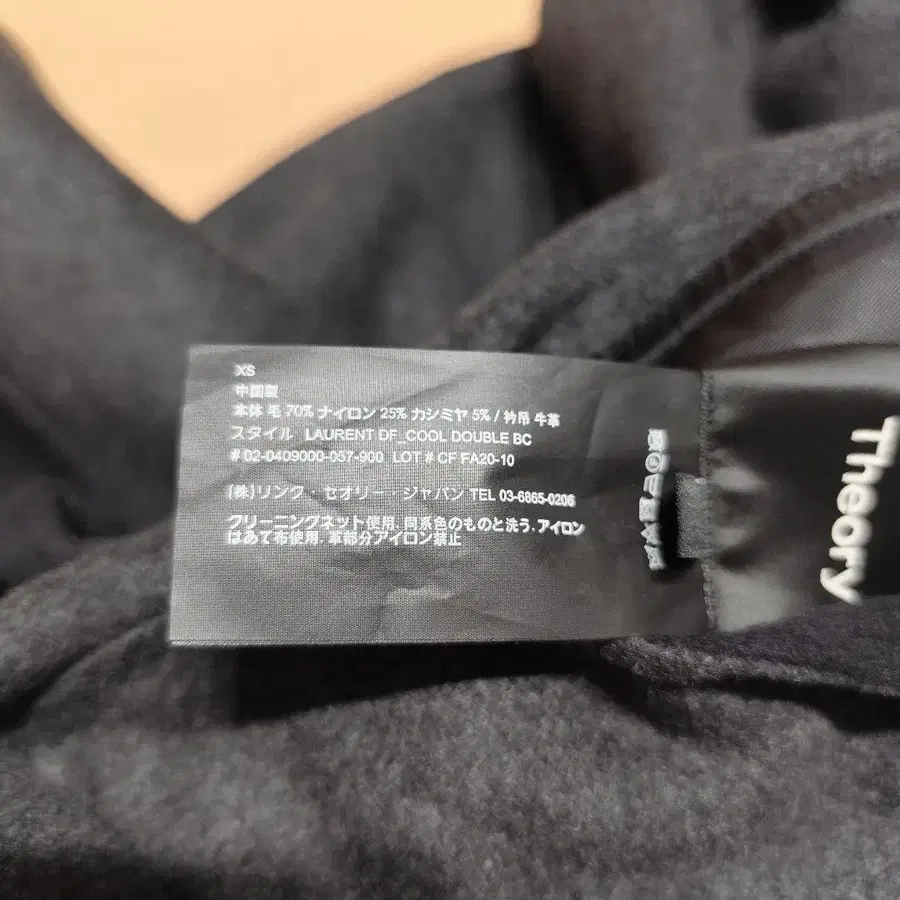 XS
中国製
本体 毛 70% ナイロン 25% カシミヤ 5% / 衿吊 牛革
スタイル LAURENT DF_COOL DOUBLE BC
# 02-0409000-057-900 LOT # CF FA20-10
(株)リンク・セオリー・ジャパン TEL 03-6865-0206
クリーニングネット使用. 同系色のものと洗う. アイロン
はあて布使用. 革部分アイロン禁止
Theory